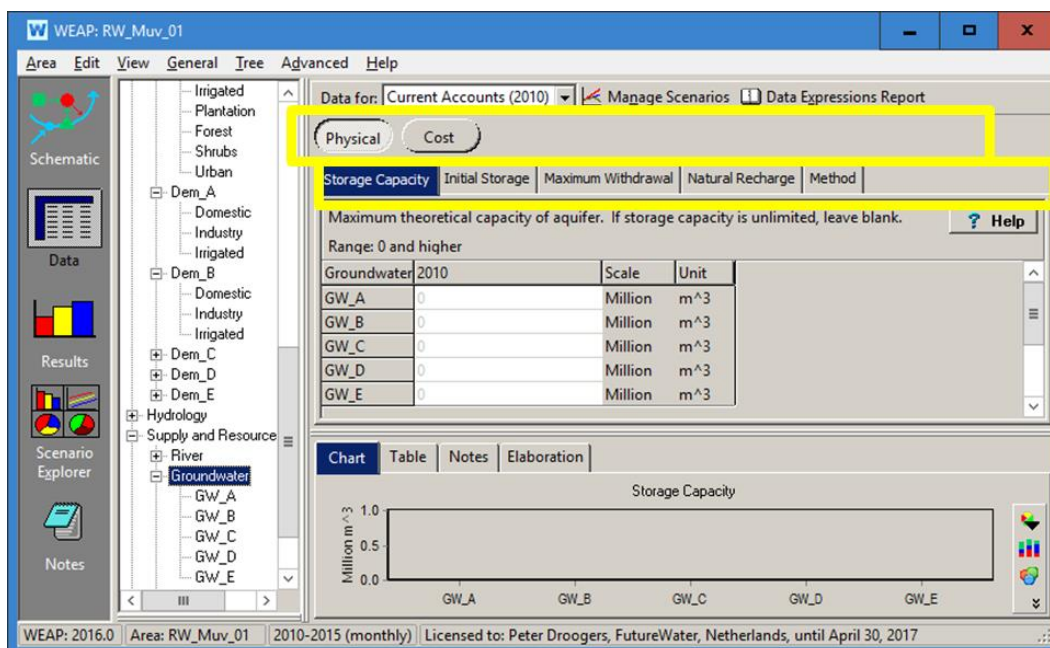 WEAP: RW_Muv_01
Area Edit View General Tree Advanced Help
Schematic
Data
Results
Scenario
Explorer
Notes
Irrigated
Plantation
Forest
Shrubs
Urban
Dem_A
Domestic
Industry
Irrigated
Dem_B
Domestic
Industry
Irrigated
Dem_C
Dem_D
Dem_E
Hydrology
Supply and Resource
River
Groundwater
GW_A
GW_B
GW_C
GW_D
GW_E
Data for: Current Accounts (2010) Manage Scenarios Data Expressions Report
Physical Cost
Storage Capacity Initial Storage Maximum Withdrawal Natural Recharge Method
Maximum theoretical capacity of aquifer. If storage capacity is unlimited, leave blank. ? Help
Range: 0 and higher
Groundwater 2010 Scale Unit
GW_A 0 Million m^3
GW_B 0 Million m^3
GW_C 0 Million m^3
GW_D 0 Million m^3
GW_E 0 Million m^3
Chart Table Notes Elaboration
Storage Capacity
Million m^3
1.0
0.5
0.0
GW_A GW_B GW_C GW_D GW_E
WEAP: 2016.0 Area: RW_Muv_01 2010-2015 (monthly) Licensed to: Peter Droogers, FutureWater, Netherlands, until April 30, 2017